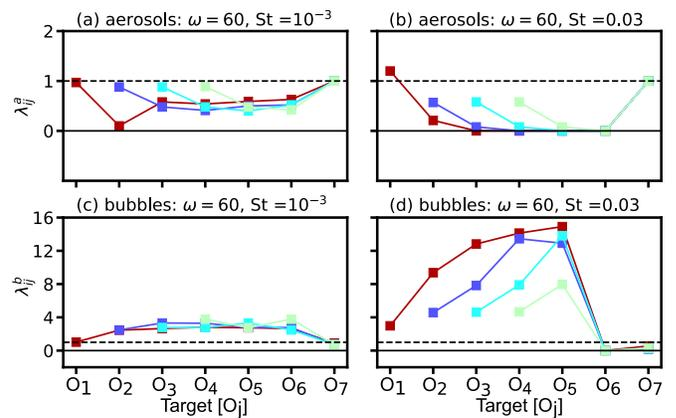 (a) aerosols: ω = 60, St =10⁻³
(b) aerosols: ω = 60, St =0.03
2
1
0
λᵃᵢⱼ
(c) bubbles: ω = 60, St =10⁻³
(d) bubbles: ω = 60, St =0.03
16
12
8
4
0
λᵇᵢⱼ
O₁ O₂ O₃ O₄ O₅ O₆ O₇
O₁ O₂ O₃ O₄ O₅ O₆ O₇
Target [Oⱼ]
Target [Oⱼ]